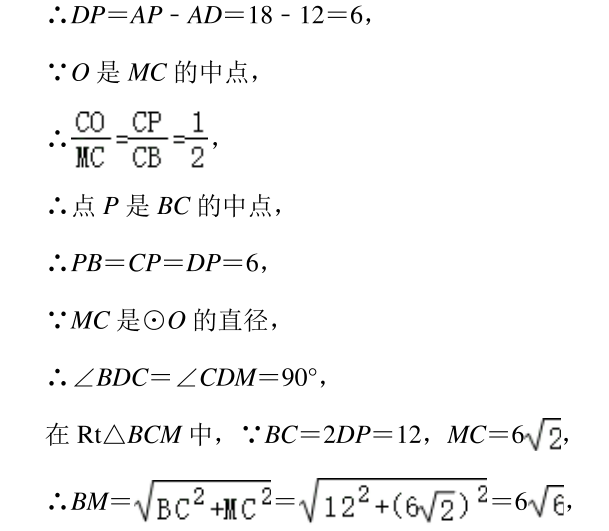 ∴DP＝AP﹣AD＝18﹣12＝6，
∵O 是 MC 的中点，
∴CO/MC=CP/CB=1/2，
∴点 P 是 BC 的中点，
∴PB＝CP＝DP＝6，
∵MC 是⊙O 的直径，
∴∠BDC＝∠CDM＝90°，
在 Rt△BCM 中，∵BC＝2DP＝12，MC＝6√2，
∴BM＝√(BC²+MC²)=√(12²+(6√2)²)＝6√6，